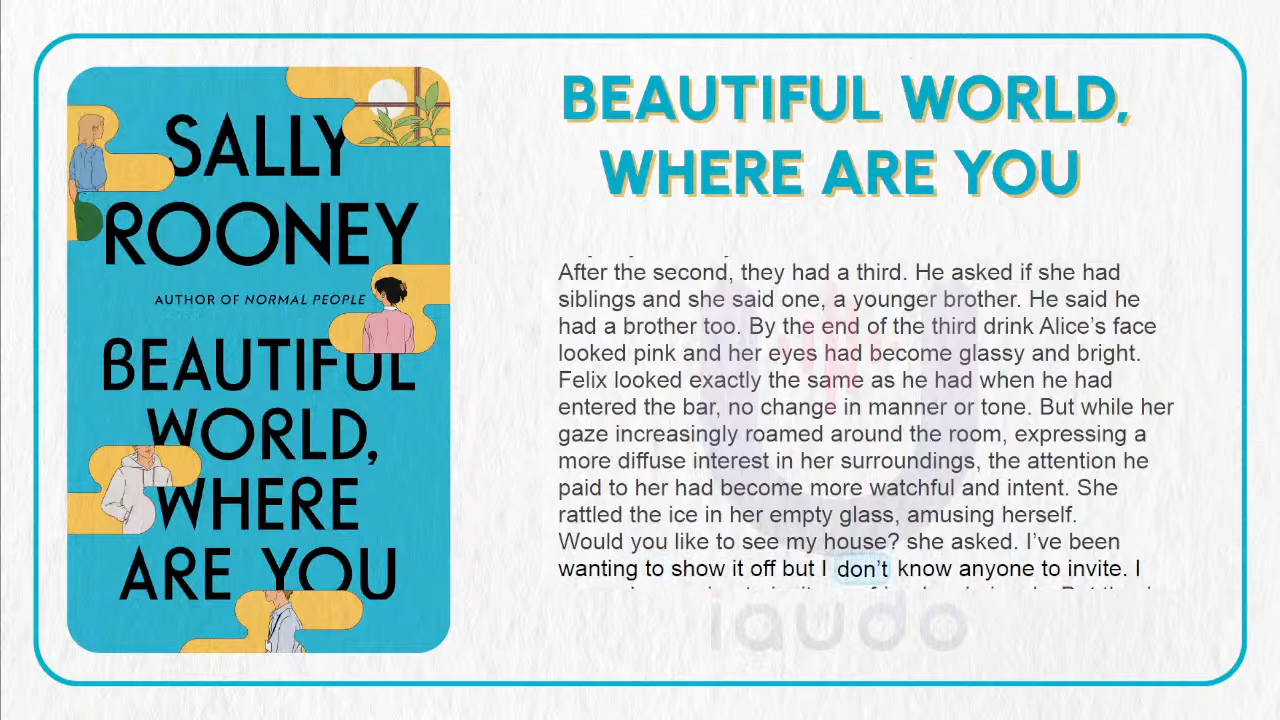 SALLY
ROONEY
AUTHOR OF NORMAL PEOPLE
BEAUTIFUL
WORLD,
WHERE
ARE YOU
BEAUTIFUL WORLD,
WHERE ARE YOU
After the second, they had a third. He asked if she had
siblings and she said one, a younger brother. He said he
had a brother too. By the end of the third drink Alice’s face
looked pink and her eyes had become glassy and bright.
Felix looked exactly the same as he had when he had
entered the bar, no change in manner or tone. But while her
gaze increasingly roamed around the room, expressing a
more diffuse interest in her surroundings, the attention he
paid to her had become more watchful and intent. She
rattled the ice in her empty glass, amusing herself.
Would you like to see my house? she asked. I’ve been
wanting to show it off but I don’t know anyone to invite. I
iaudo